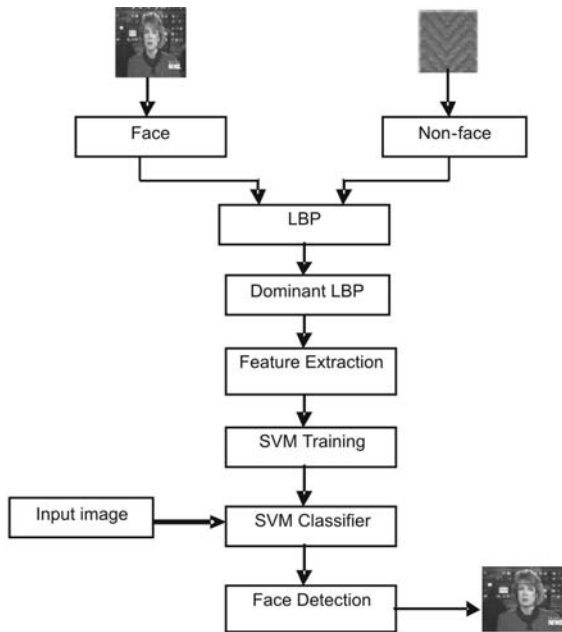 Face
Non-face
LBP
Dominant LBP
Feature Extraction
SVM Training
Input image
SVM Classifier
Face Detection